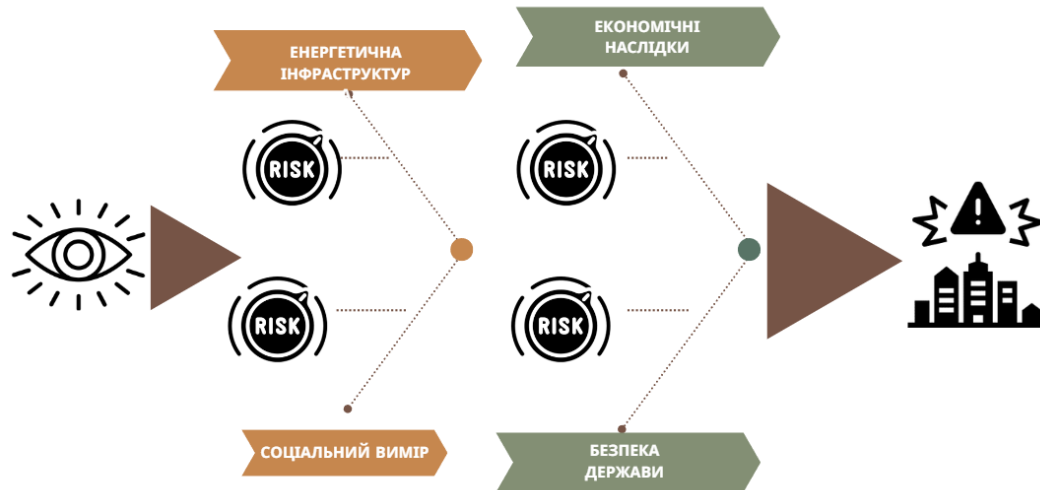 ЕНЕРГЕТИЧНА
ІНФРАСТРУКТУР
ЕКОНОМІЧНІ
НАСЛІДКИ
RISK
RISK
RISK
RISK
СОЦІАЛЬНИЙ ВИМІР
БЕЗПЕКА
ДЕРЖАВИ